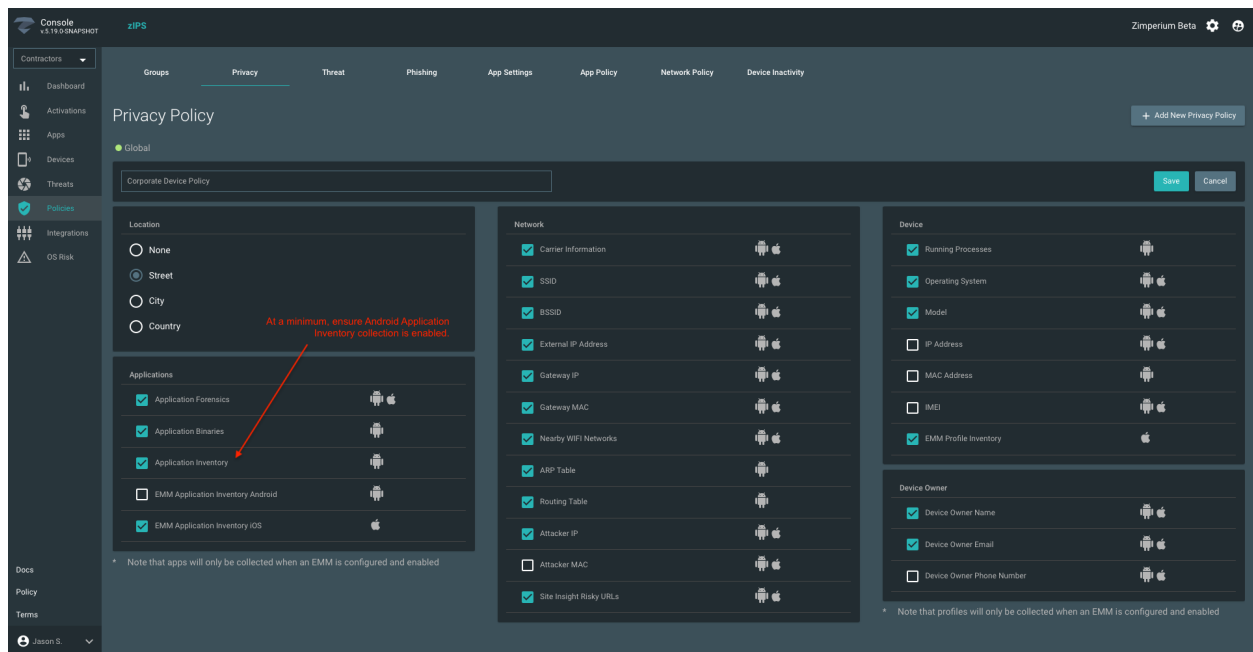 Console
v.5.19.0-SNAPSHOT
zIPS
Zimperium Beta
Contractors
Dashboard
Activations
Apps
Devices
Threats
Policies
Integrations
OS Risk
Docs
Policy
Terms
Jason S.
Groups
Privacy
Threat
Phishing
App Settings
App Policy
Network Policy
Device Inactivity
Privacy Policy
+ Add New Privacy Policy
Global
Corporate Device Policy
Save
Cancel
Location
None
Street
City
Country
At a minimum, ensure Android Application
Inventory collection is enabled.
Applications
Application Forensics
Application Binaries
Application Inventory
EMM Application Inventory Android
EMM Application Inventory iOS
* Note that apps will only be collected when an EMM is configured and enabled
Network
Carrier Information
SSID
BSSID
External IP Address
Gateway IP
Gateway MAC
Nearby WIFI Networks
ARP Table
Routing Table
Attacker IP
Attacker MAC
Site Insight Risky URLs
Device
Running Processes
Operating System
Model
IP Address
MAC Address
IMEI
EMM Profile Inventory
Device Owner
Device Owner Name
Device Owner Email
Device Owner Phone Number
* Note that profiles will only be collected when an EMM is configured and enabled